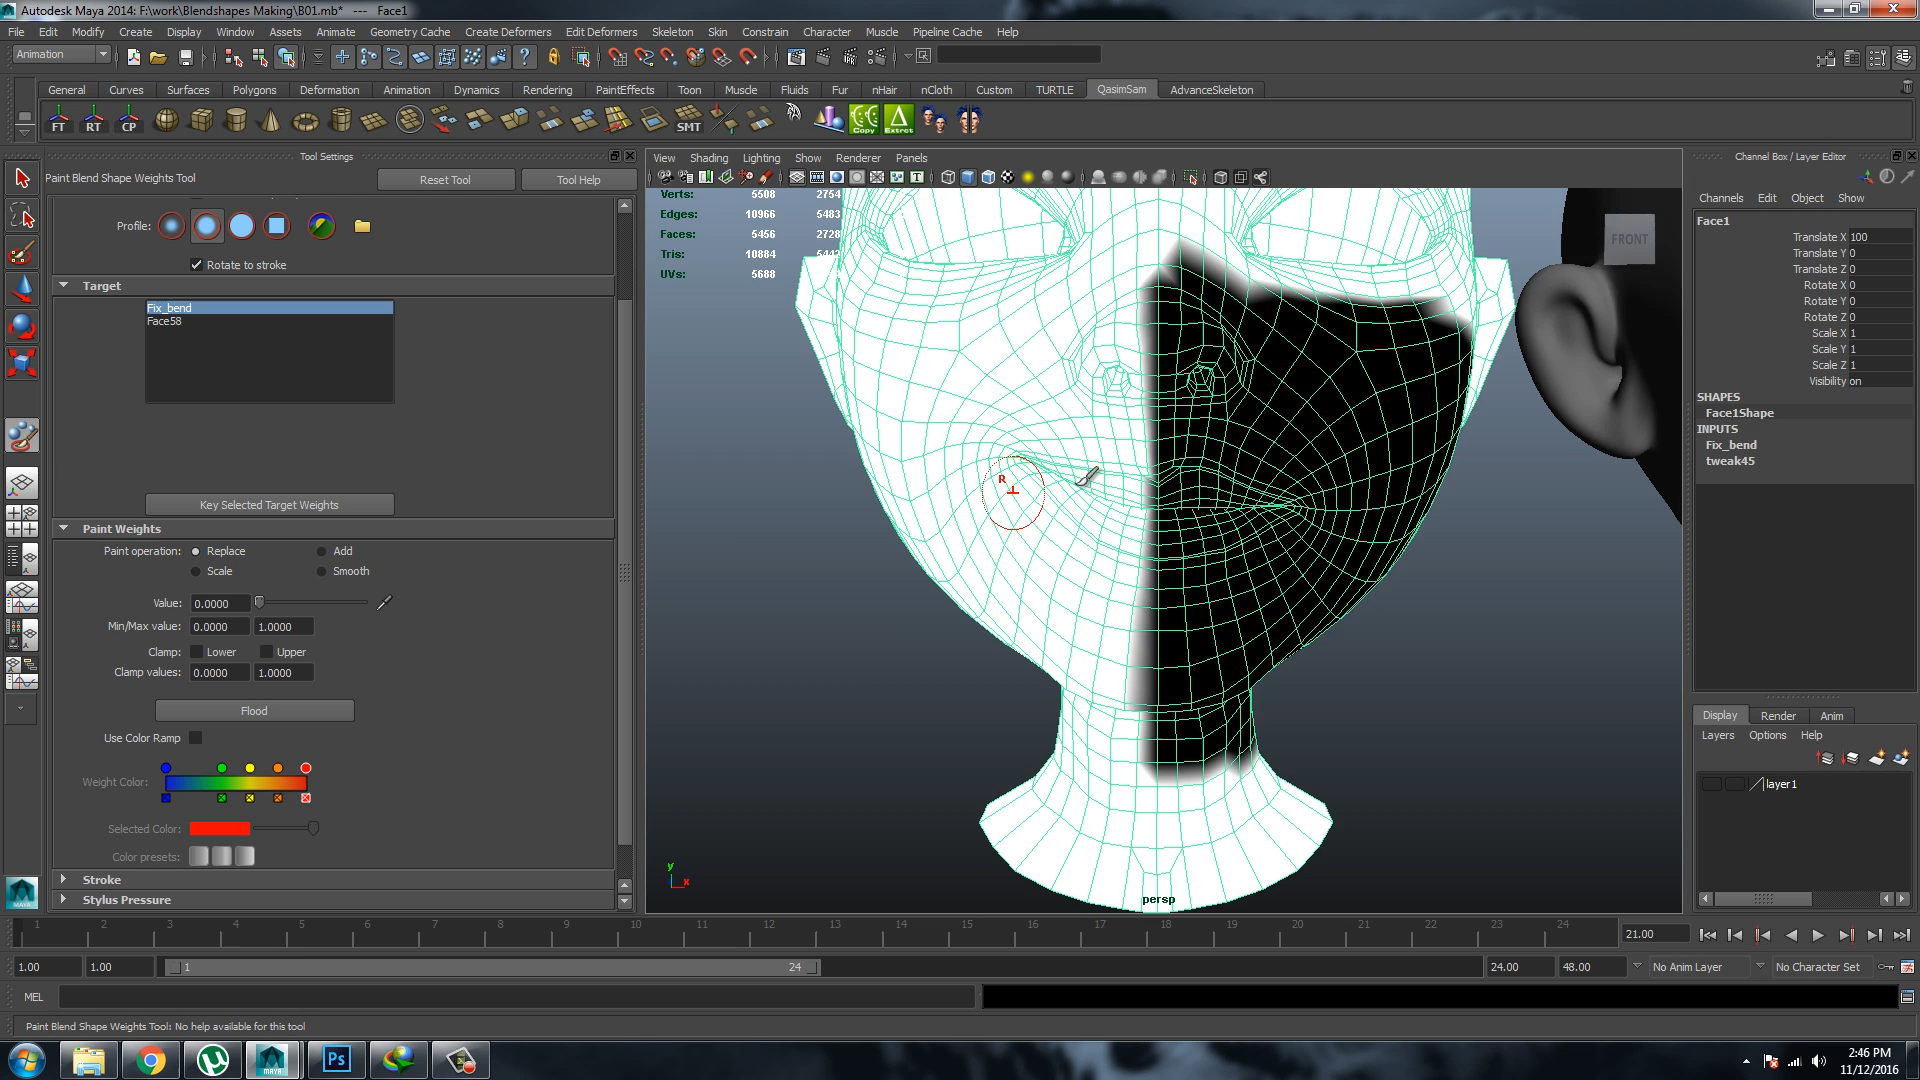 Autodesk Maya 2014: F:\work\Blendshapes Making\B01.mb* --- Face1
File Edit Modify Create Display Window Assets Animate Geometry Cache Create Deformers Edit Deformers Skeleton Skin Constrain Character Muscle Pipeline Cache Help
Animation
General Curves Surfaces Polygons Deformation Animation Dynamics Rendering PaintEffects Toon Muscle Fluids Fur nHair nCloth Custom TURTLE QasimSam AdvanceSkeleton
FT RT CP SMT Copy Extrct
Tool Settings
Paint Blend Shape Weights Tool
Reset Tool
Tool Help
Profile:
Rotate to stroke
Target
Fix_bend
Face58
Key Selected Target Weights
Paint Weights
Paint operation: Replace Add
Scale Smooth
Value: 0.0000
Min/Max value: 0.0000 1.0000
Clamp: Lower Upper
Clamp values: 0.0000 1.0000
Flood
Use Color Ramp
Weight Color:
Selected Color:
Color presets:
Stroke
Stylus Pressure
View Shading Lighting Show Renderer Panels
Verts: 5508 2754
Edges: 10966 5483
Faces: 5456 2728
Tris: 10884
UVs: 5688
FRONT
R
y
x
persp
Channel Box / Layer Editor
Channels Edit Object Show
Face1
Translate X 100
Translate Y 0
Translate Z 0
Rotate X 0
Rotate Y 0
Rotate Z 0
Scale X 1
Scale Y 1
Scale Z 1
Visibility on
SHAPES
Face1Shape
INPUTS
Fix_bend
tweak45
Display Render Anim
Layers Options Help
layer1
1 2 3 4 5 6 7 8 9 10 11 12 13 14 15 16 17 18 19 20 21 22 23 24
21.00
1.00 1.00 1 24 24.00 48.00 No Anim Layer No Character Set
MEL
Paint Blend Shape Weights Tool: No help available for this tool
MAYA
Ps
2:46 PM
11/12/2016